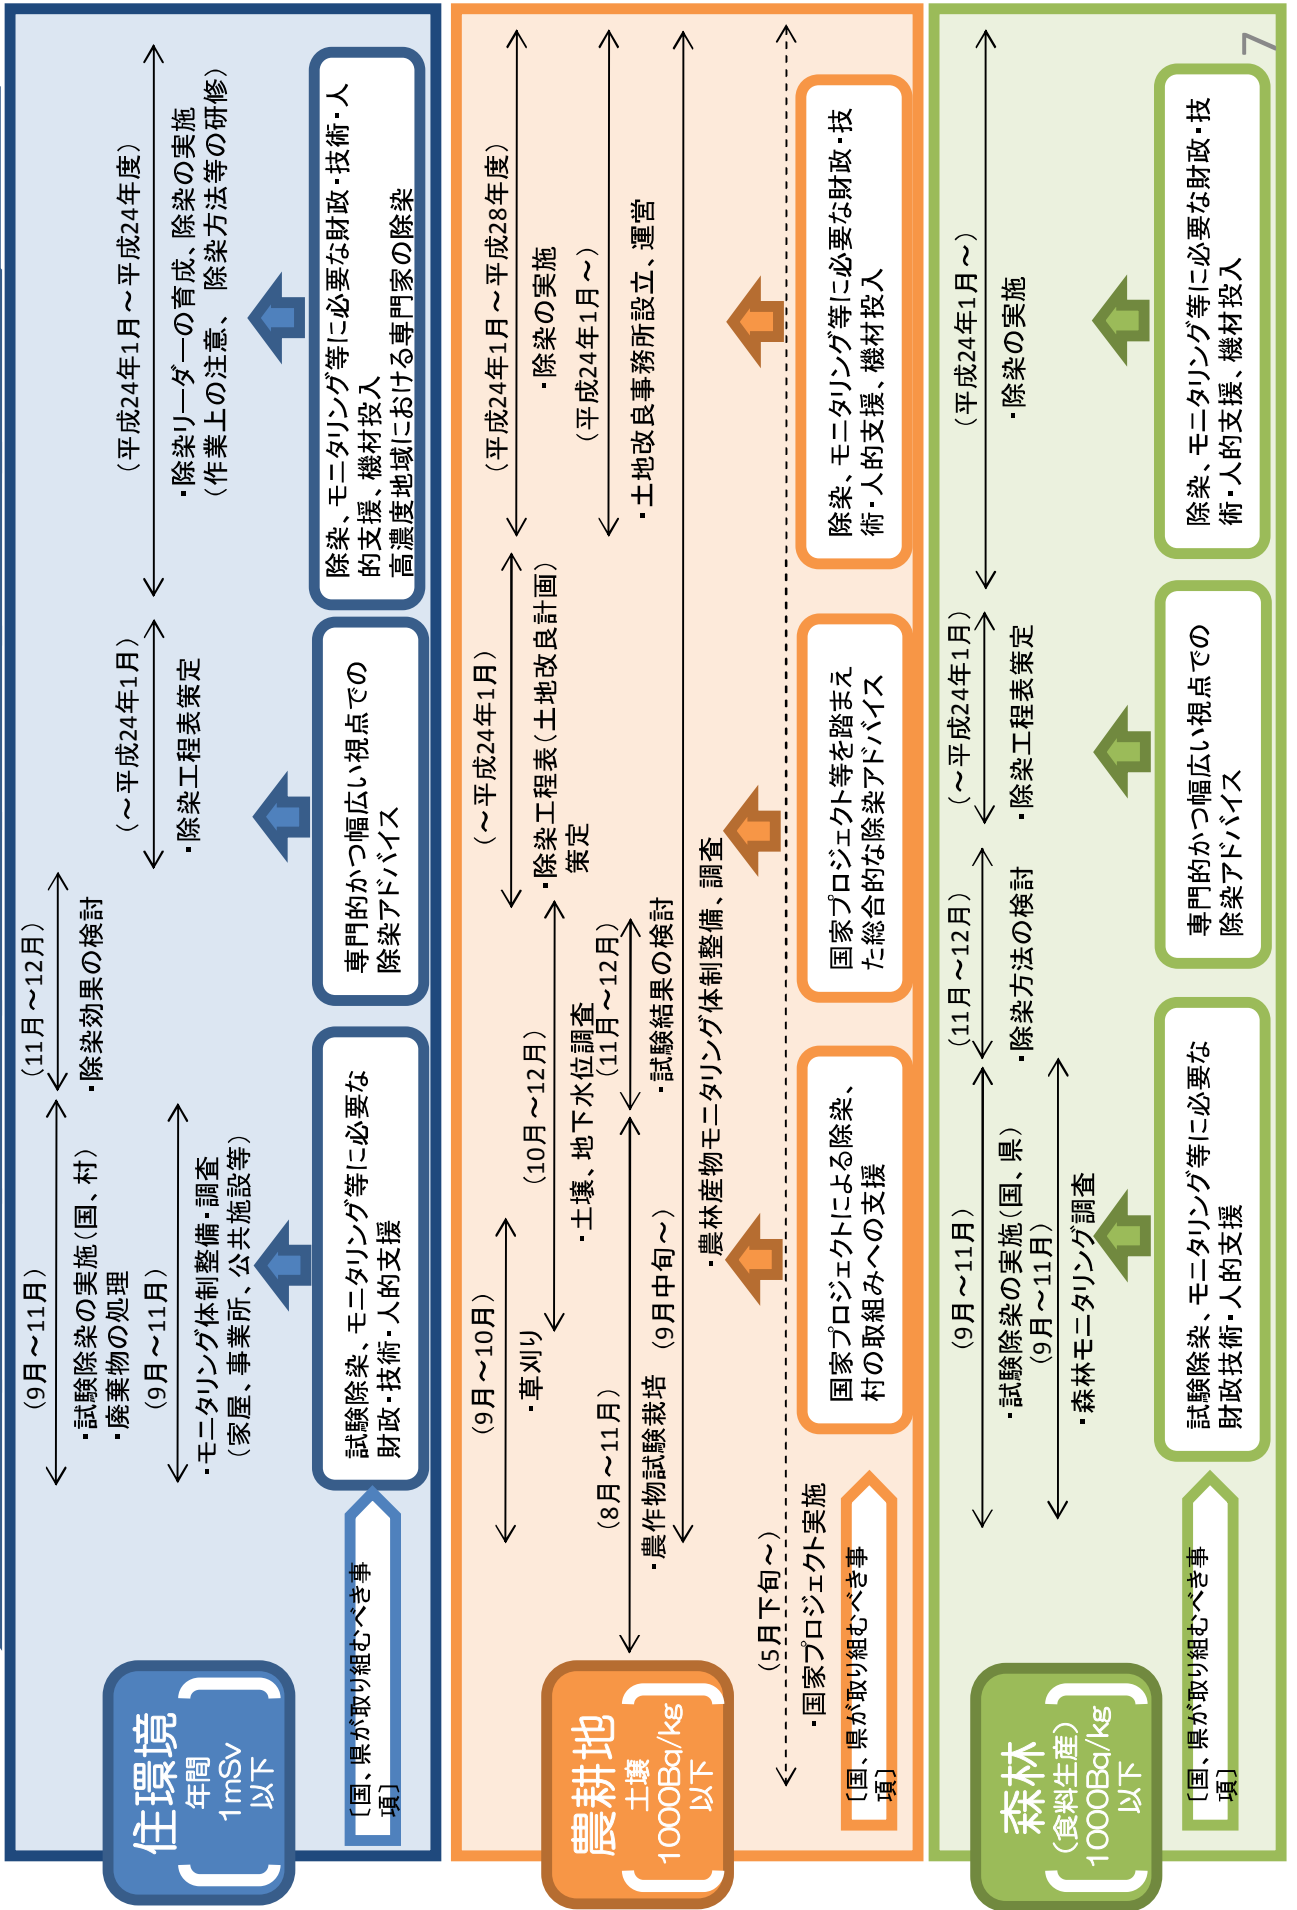 住環境
年間
1mSv
以下
（9月～11月）
・試験除染の実施（国、村）
・廃棄物の処理
（9月～11月）
・モニタリング体制整備・調査
（家屋、事業所、公共施設等）
（11月～12月）
・除染効果の検討
（～平成24年1月）
・除染工程表策定
（平成24年1月～平成24年度）
・除染リーダーの育成、除染の実施
（作業上の注意、除染方法等の研修）
〔国、県が取り組むべき事
項〕
試験除染、モニタリング等に必要な
財政・技術・人的支援
専門的かつ幅広い視点での
除染アドバイス
除染、モニタリング等に必要な財政・技術・人
的支援、機材投入
高濃度地域における専門家の除染
農耕地
土壌
1000Bq/kg
以下
（9月～10月）
・草刈り
（10月～12月）
・土壌、地下水位調査
（～平成24年1月）
・除染工程表（土地改良計画）
策定
（平成24年1月～平成28年度）
・除染の実施
（平成24年1月～）
・土地改良事務所設立、運営
（8月～11月）
・農作物試験栽培
（11月～12月）
・試験結果の検討
（9月中旬～）
・農林産物モニタリング体制整備、調査
（5月下旬～）
・国家プロジェクト実施
〔国、県が取り組むべき事
項〕
国家プロジェクトによる除染、
村の取組みへの支援
国家プロジェクト等を踏まえ
た総合的な除染アドバイス
除染、モニタリング等に必要な財政・技
術・人的支援、機材投入
森林
（食料生産）
1000Bq/kg
以下
（9月～11月）
・試験除染の実施（国、県）
（9月～11月）
・森林モニタリング調査
（11月～12月）
・除染方法の検討
（～平成24年1月）
・除染工程表策定
（平成24年1月～）
・除染の実施
〔国、県が取り組むべき事
項〕
試験除染、モニタリング等に必要な
財政技術・人的支援
専門的かつ幅広い視点での
除染アドバイス
除染、モニタリング等に必要な財政・技
術・人的支援、機材投入
7